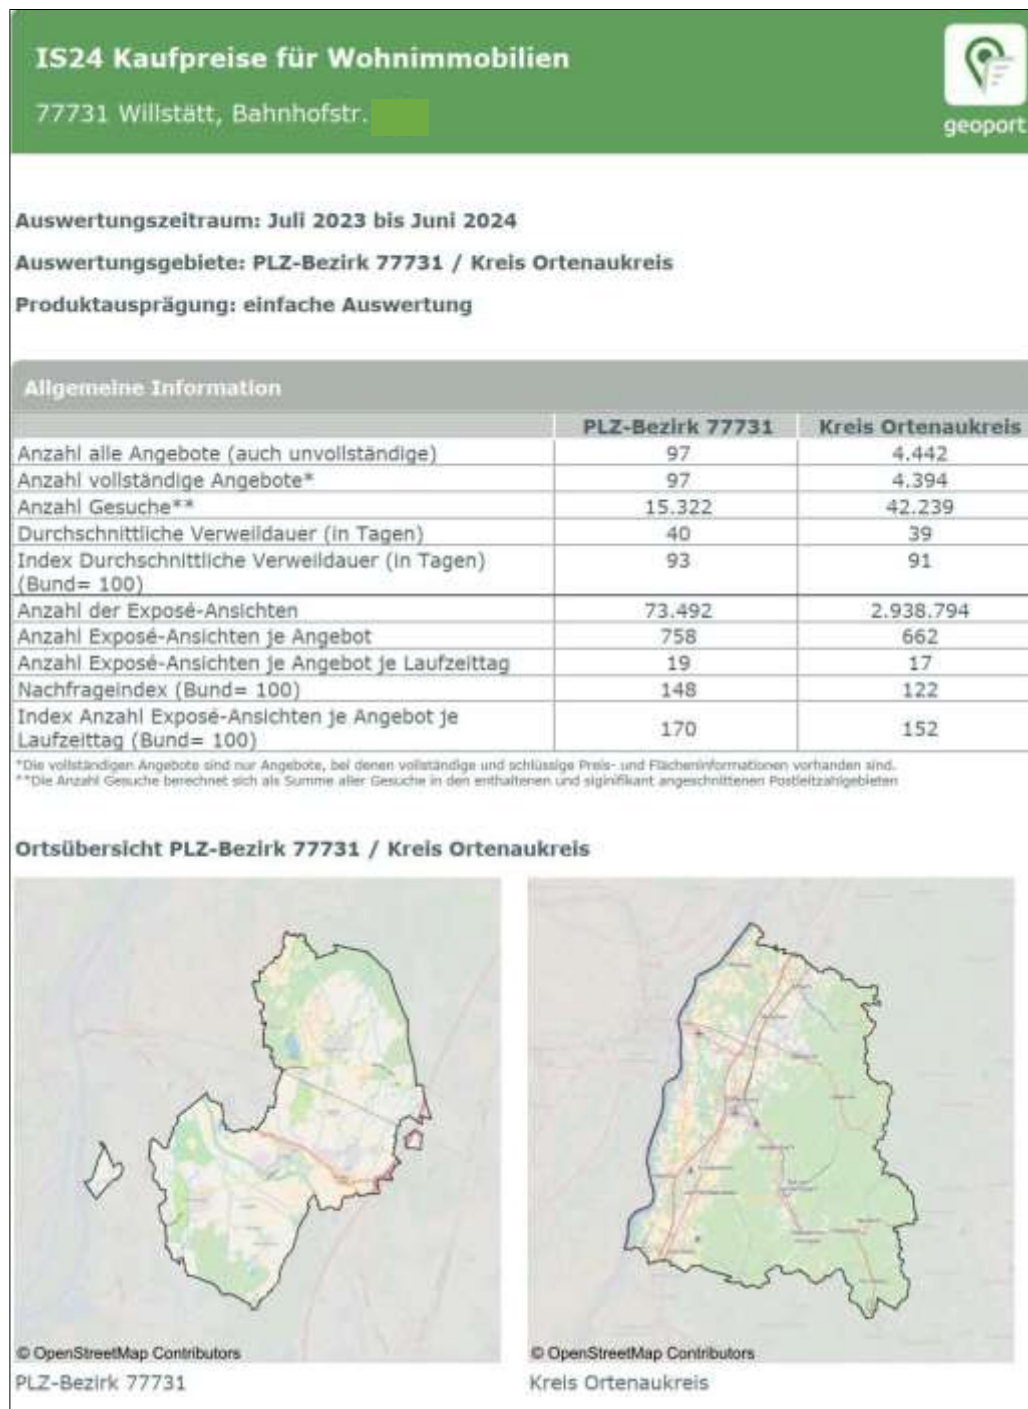 IS24 Kaufpreise für Wohnimmobilien
77731 Willstätt, Bahnhofstr.
geoport
Auswertungszeitraum: Juli 2023 bis Juni 2024
Auswertungsgebiete: PLZ-Bezirk 77731 / Kreis Ortenaukreis
Produktausprägung: einfache Auswertung
Allgemeine Information
PLZ-Bezirk 77731 Kreis Ortenaukreis
Anzahl alle Angebote (auch unvollständige) 97 4.442
Anzahl vollständige Angebote* 97 4.394
Anzahl Gesuche** 15.322 42.239
Durchschnittliche Verweildauer (in Tagen) 40 39
Index Durchschnittliche Verweildauer (in Tagen) 93 91
(Bund= 100)
Anzahl der Exposé-Ansichten 73.492 2.938.794
Anzahl Exposé-Ansichten je Angebot 758 662
Anzahl Exposé-Ansichten je Angebot je Laufzeittag 19 17
Nachfrageindex (Bund= 100) 148 122
Index Anzahl Exposé-Ansichten je Angebot je
Laufzeittag (Bund= 100) 170 152
*Die vollständigen Angebote sind nur Angebote, bei denen vollständige und schlüssige Preis- und Flächeninformationen vorhanden sind.
**Die Anzahl Gesuche berechnet sich als Summe aller Gesuche in den enthaltenen und siginifikant angeschnittenen Postleitzahlgebieten
Ortsübersicht PLZ-Bezirk 77731 / Kreis Ortenaukreis
© OpenStreetMap Contributors
© OpenStreetMap Contributors
PLZ-Bezirk 77731
Kreis Ortenaukreis